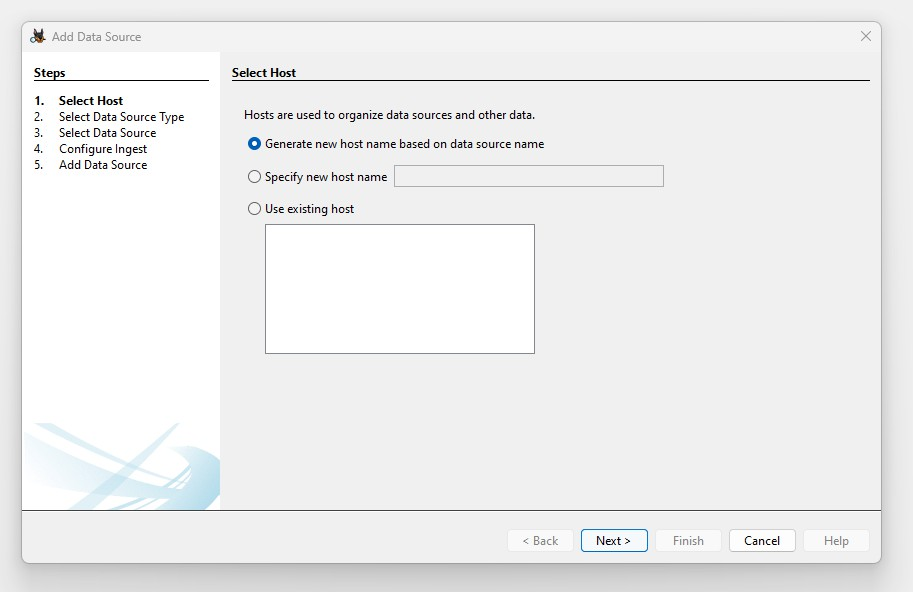 Add Data Source
Steps
1. Select Host
2. Select Data Source Type
3. Select Data Source
4. Configure Ingest
5. Add Data Source
Select Host
Hosts are used to organize data sources and other data.
Generate new host name based on data source name
Specify new host name
Use existing host
< Back
Next >
Finish
Cancel
Help